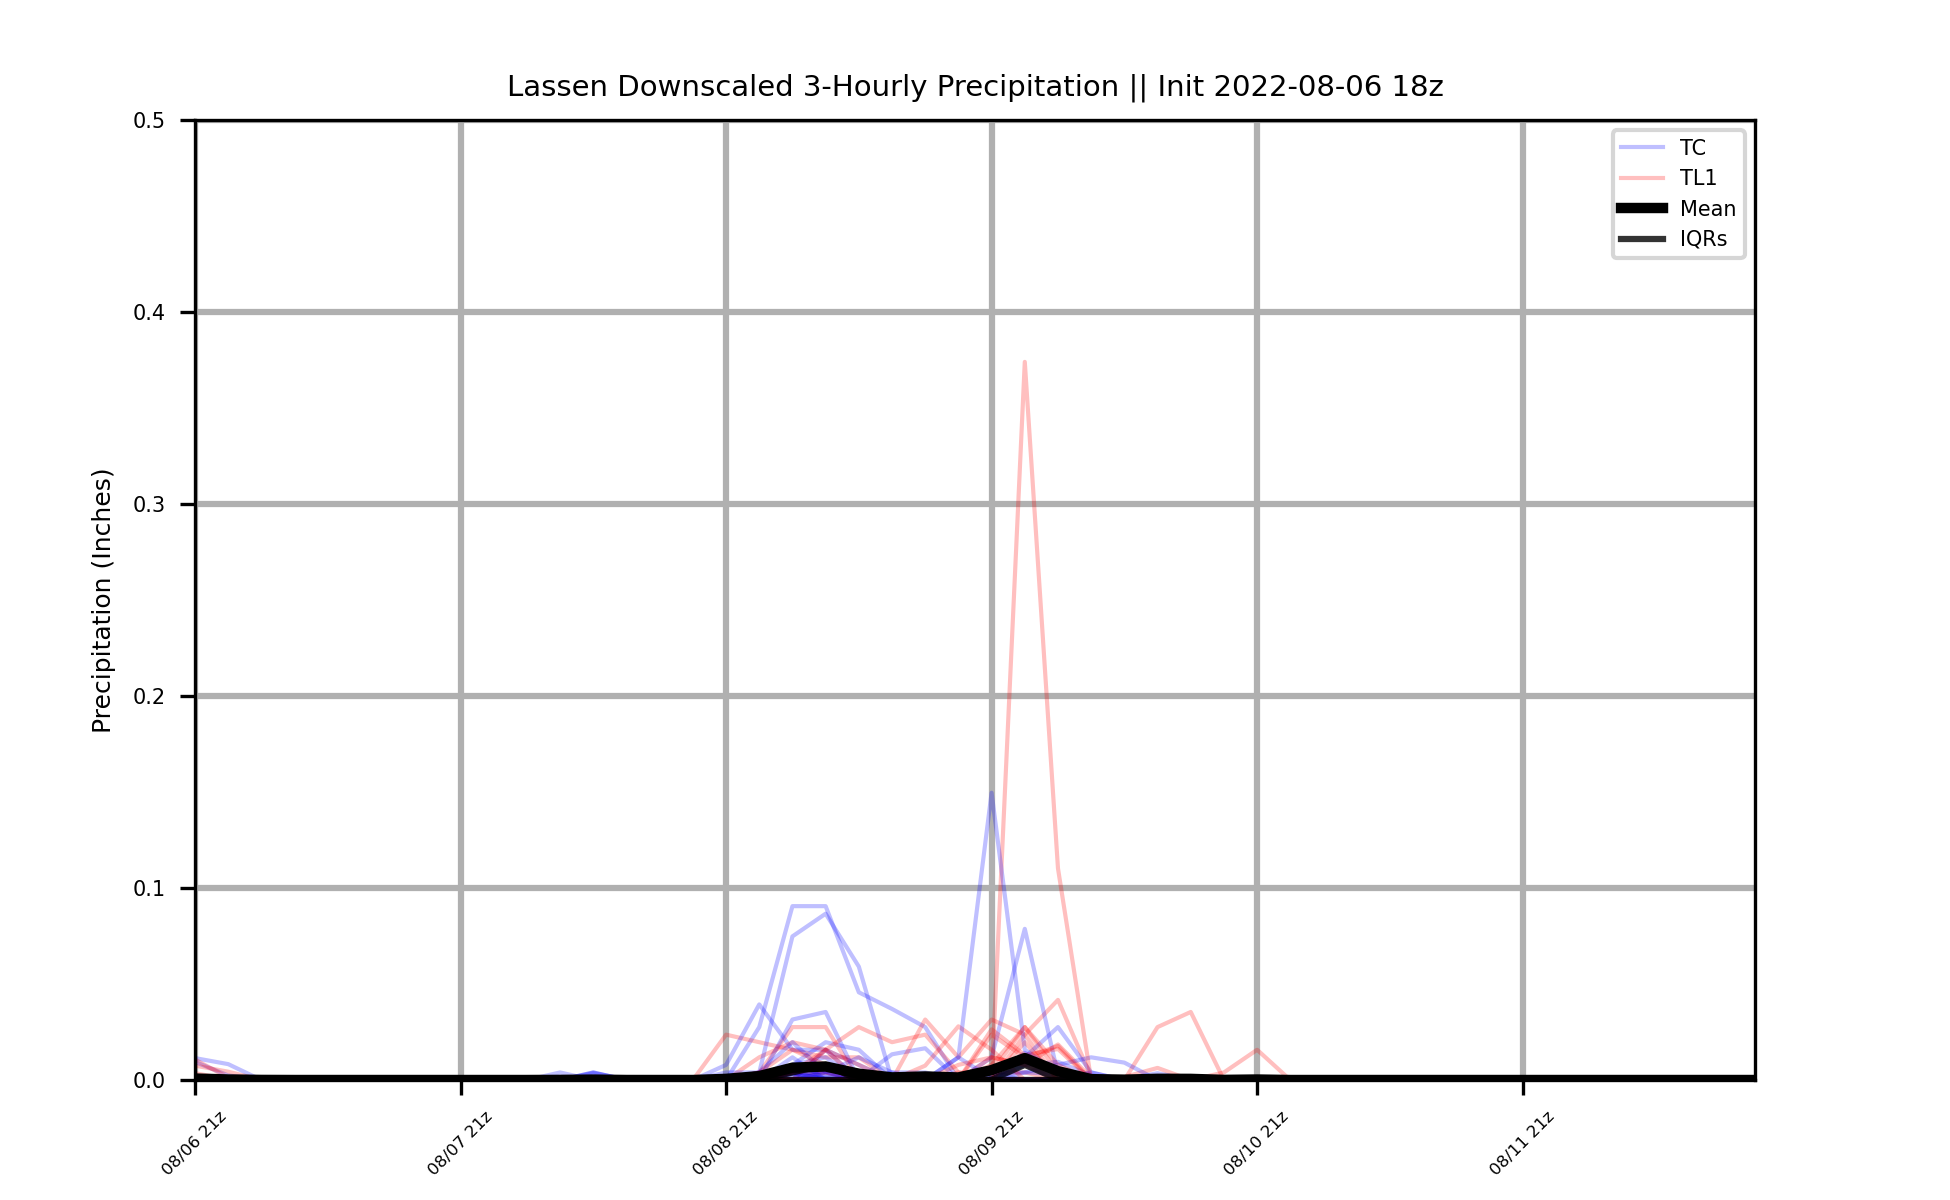 Lassen Downscaled 3-Hourly Precipitation || Init 2022-08-06 18z
0.5
0.4
0.3
0.2
0.1
0.0
Precipitation (Inches)
TC
TL1
Mean
IQRs
08/06 21z
08/07 21z
08/08 21z
08/09 21z
08/10 21z
08/11 21z